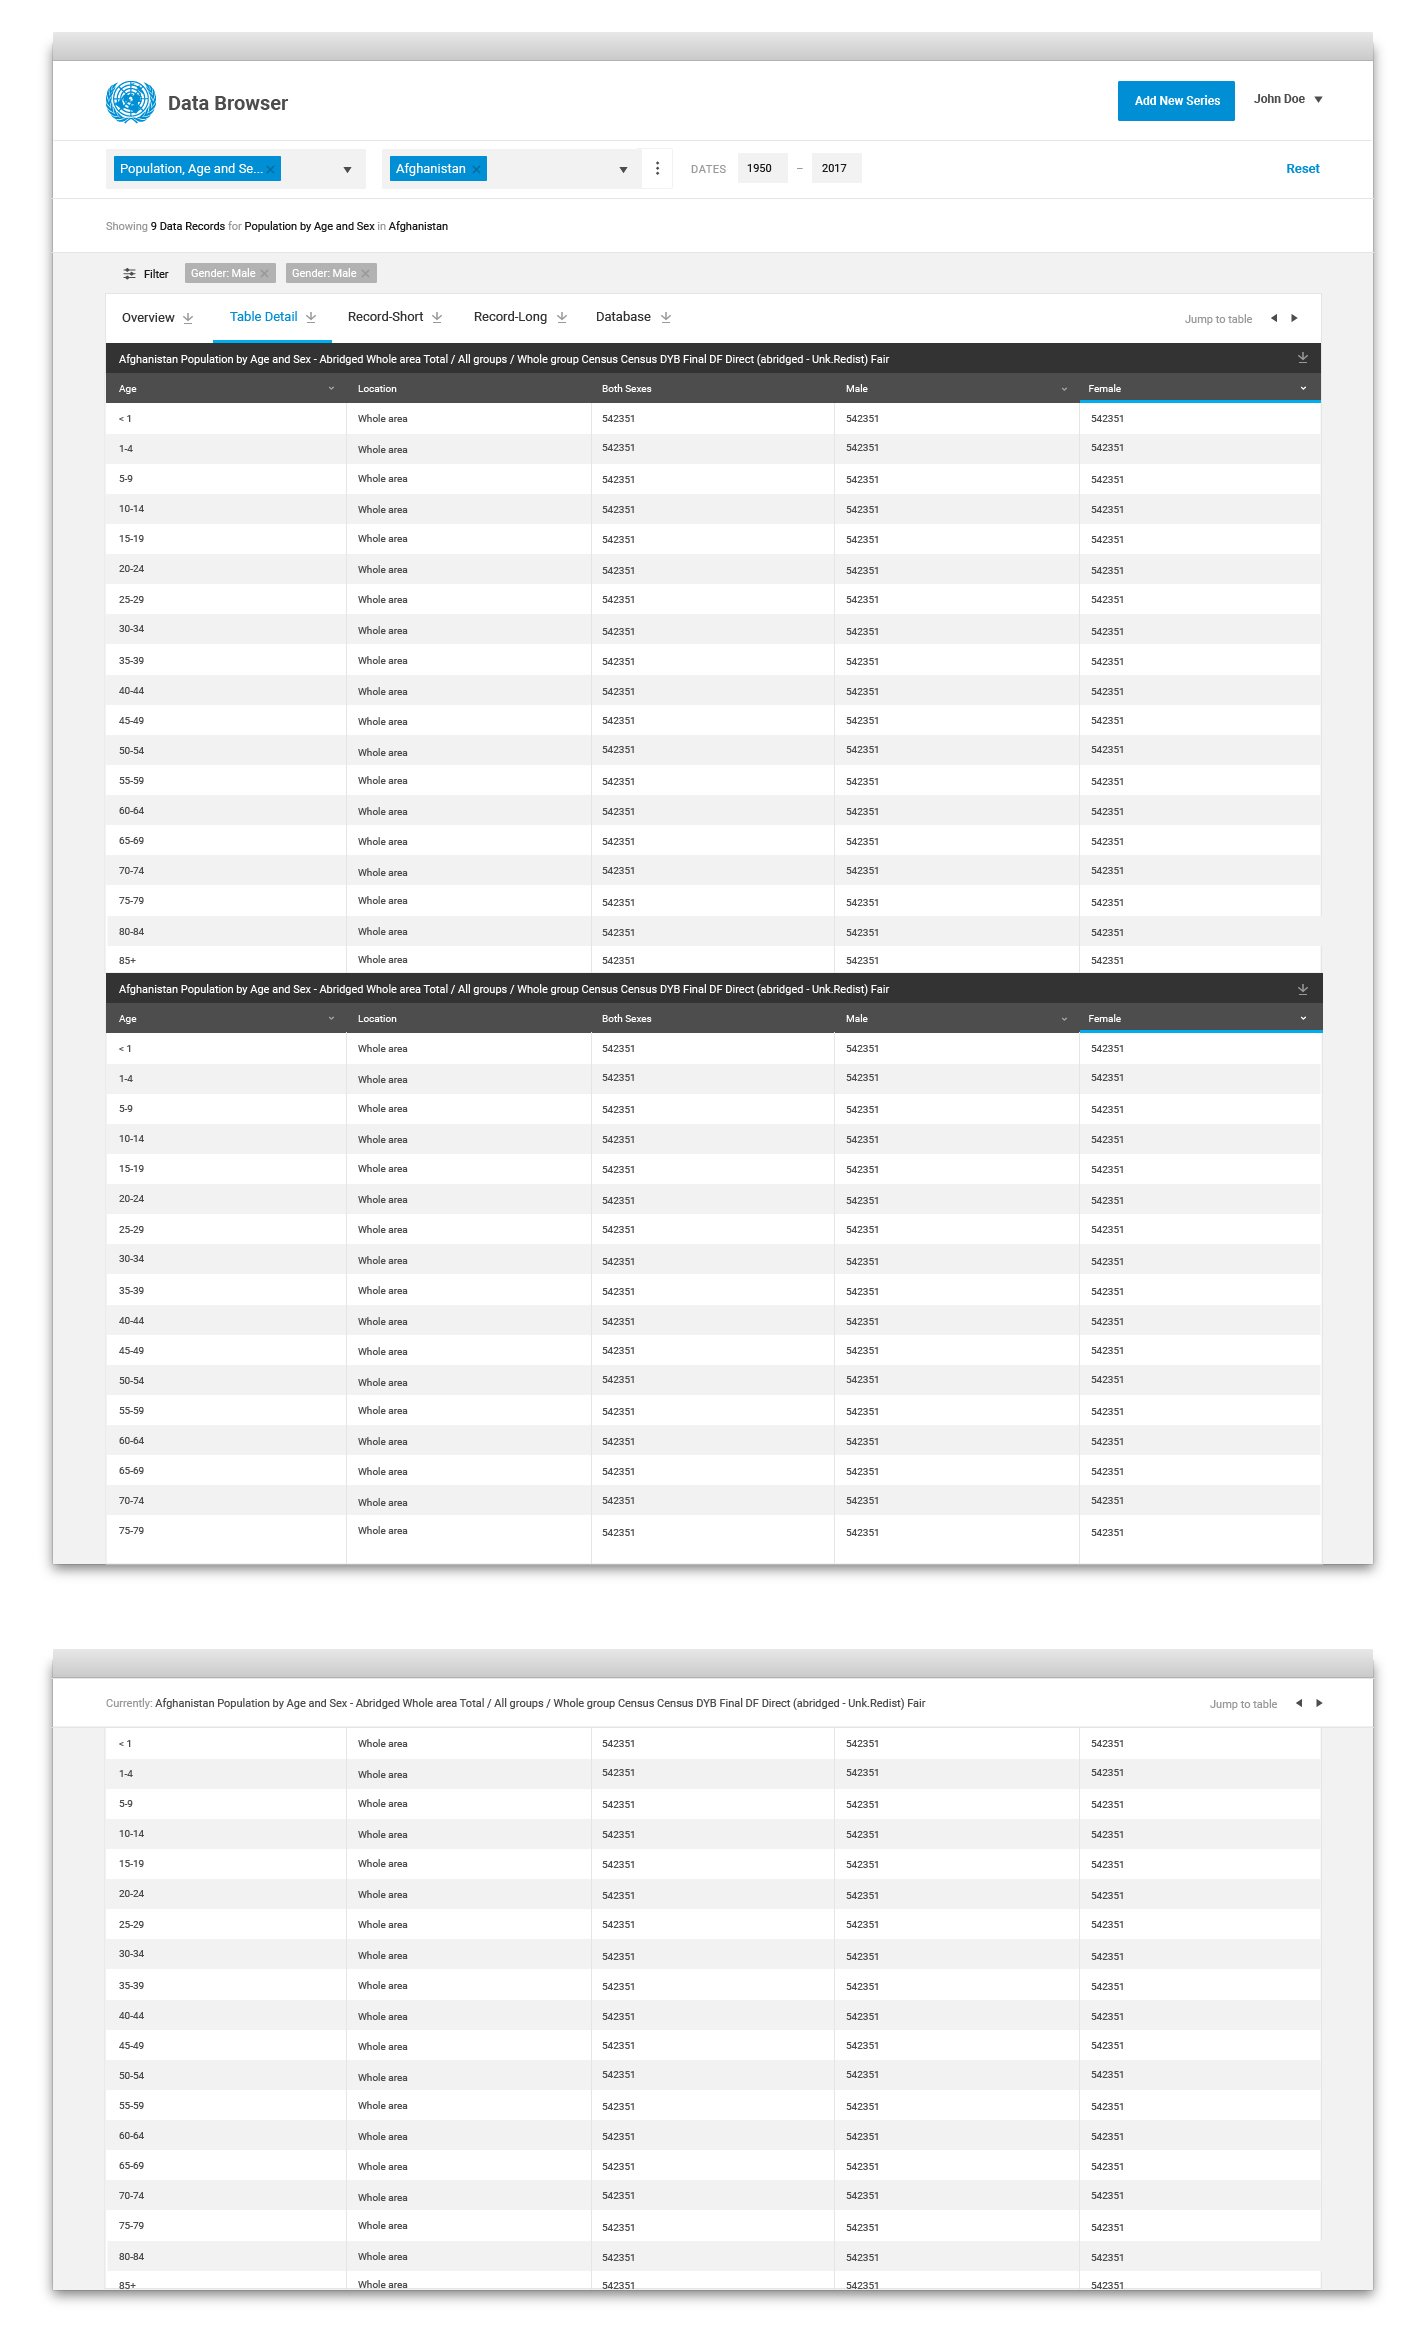 Data Browser Add New Series John Doe
Population, Age and Se... Afghanistan DATES 1950 – 2017 Reset
Showing 9 Data Records for Population by Age and Sex in Afghanistan
Filter Gender: Male Gender: Male
Overview Table Detail Record-Short Record-Long Database Jump to table
Afghanistan Population by Age and Sex - Abridged Whole area Total / All groups / Whole group Census Census DYB Final DF Direct (abridged - Unk.Redist) Fair
Age Location Both Sexes Male Female
< 1 Whole area 542351 542351 542351
1-4 Whole area 542351 542351 542351
5-9 Whole area 542351 542351 542351
10-14 Whole area 542351 542351 542351
15-19 Whole area 542351 542351 542351
20-24 Whole area 542351 542351 542351
25-29 Whole area 542351 542351 542351
30-34 Whole area 542351 542351 542351
35-39 Whole area 542351 542351 542351
40-44 Whole area 542351 542351 542351
45-49 Whole area 542351 542351 542351
50-54 Whole area 542351 542351 542351
55-59 Whole area 542351 542351 542351
60-64 Whole area 542351 542351 542351
65-69 Whole area 542351 542351 542351
70-74 Whole area 542351 542351 542351
75-79 Whole area 542351 542351 542351
80-84 Whole area 542351 542351 542351
85+ Whole area 542351 542351 542351
Afghanistan Population by Age and Sex - Abridged Whole area Total / All groups / Whole group Census Census DYB Final DF Direct (abridged - Unk.Redist) Fair
Age Location Both Sexes Male Female
< 1 Whole area 542351 542351 542351
1-4 Whole area 542351 542351 542351
5-9 Whole area 542351 542351 542351
10-14 Whole area 542351 542351 542351
15-19 Whole area 542351 542351 542351
20-24 Whole area 542351 542351 542351
25-29 Whole area 542351 542351 542351
30-34 Whole area 542351 542351 542351
35-39 Whole area 542351 542351 542351
40-44 Whole area 542351 542351 542351
45-49 Whole area 542351 542351 542351
50-54 Whole area 542351 542351 542351
55-59 Whole area 542351 542351 542351
60-64 Whole area 542351 542351 542351
65-69 Whole area 542351 542351 542351
70-74 Whole area 542351 542351 542351
75-79 Whole area 542351 542351 542351
Currently: Afghanistan Population by Age and Sex - Abridged Whole area Total / All groups / Whole group Census Census DYB Final DF Direct (abridged - Unk.Redist) Fair Jump to table
< 1 Whole area 542351 542351 542351
1-4 Whole area 542351 542351 542351
5-9 Whole area 542351 542351 542351
10-14 Whole area 542351 542351 542351
15-19 Whole area 542351 542351 542351
20-24 Whole area 542351 542351 542351
25-29 Whole area 542351 542351 542351
30-34 Whole area 542351 542351 542351
35-39 Whole area 542351 542351 542351
40-44 Whole area 542351 542351 542351
45-49 Whole area 542351 542351 542351
50-54 Whole area 542351 542351 542351
55-59 Whole area 542351 542351 542351
60-64 Whole area 542351 542351 542351
65-69 Whole area 542351 542351 542351
70-74 Whole area 542351 542351 542351
75-79 Whole area 542351 542351 542351
80-84 Whole area 542351 542351 542351
85+ Whole area 542351 542351 542351